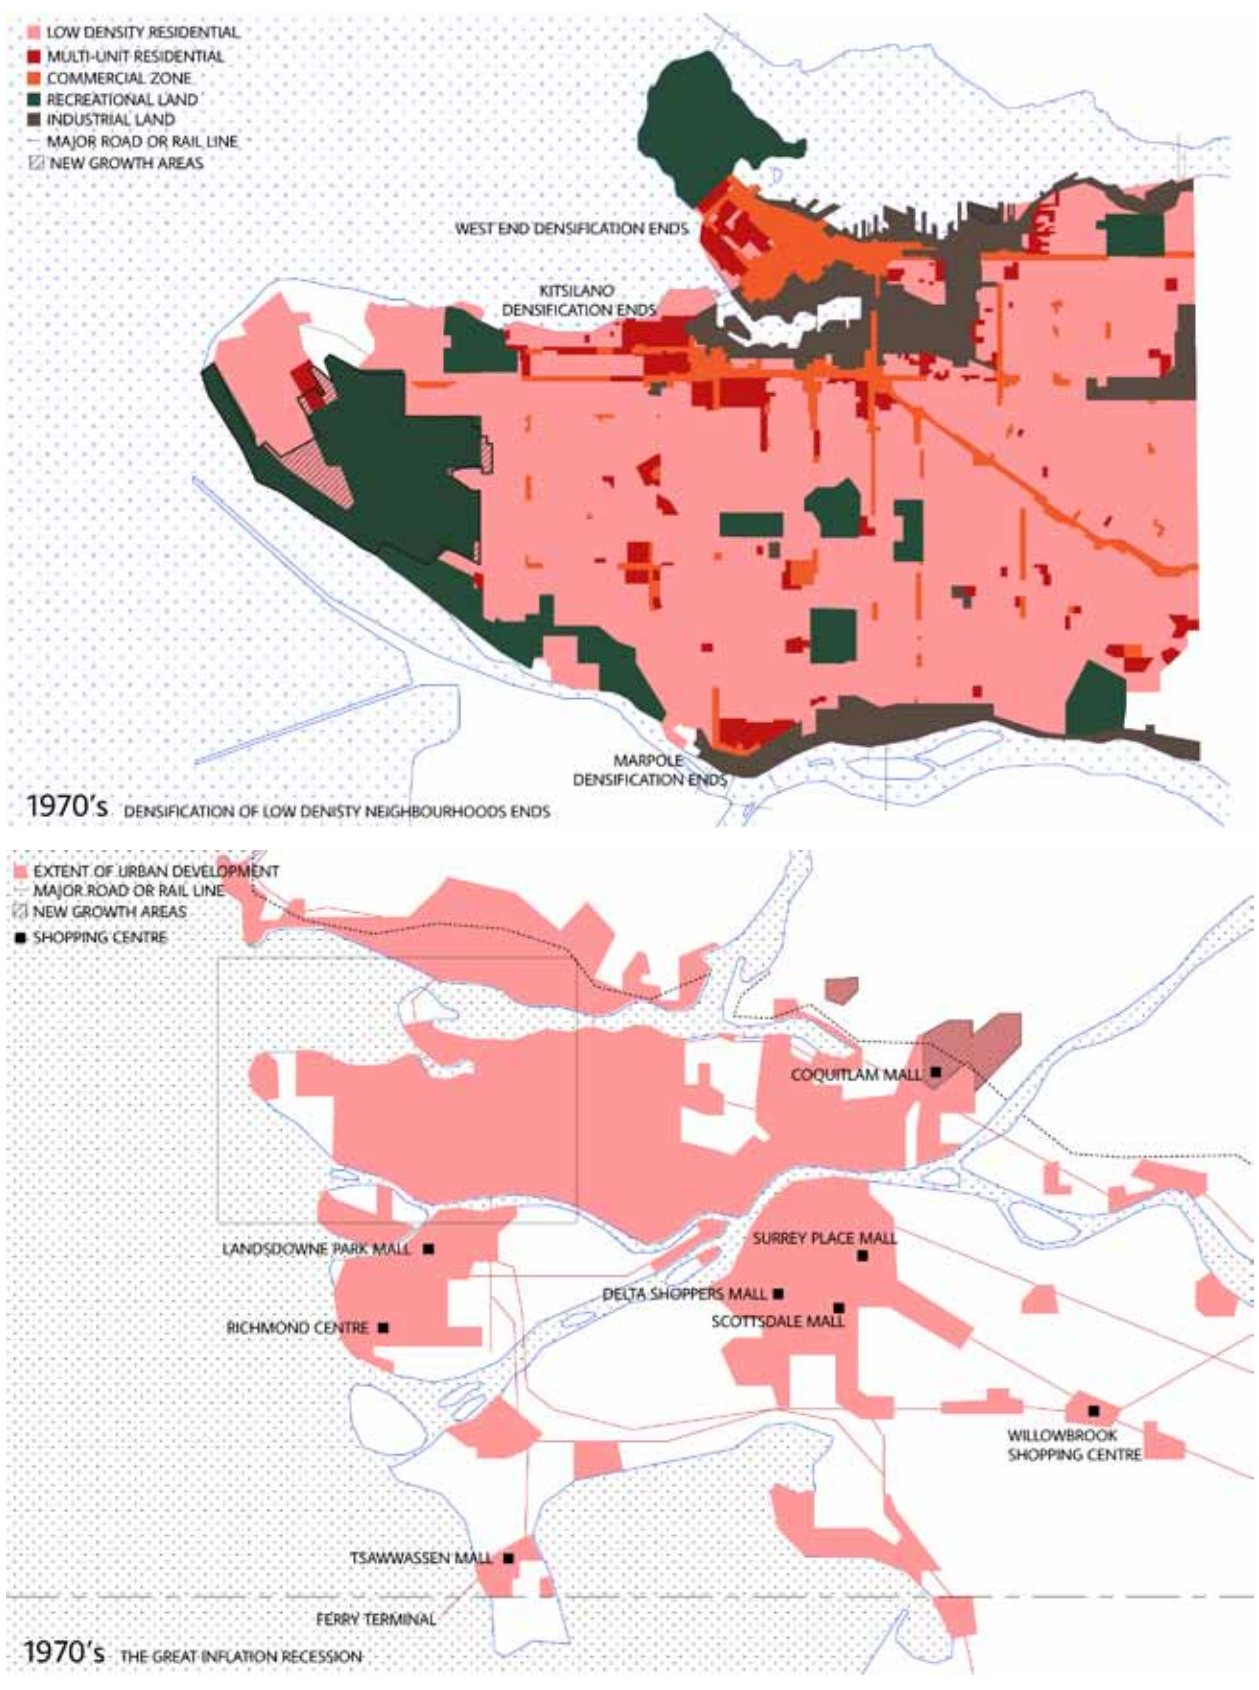 LOW DENSITY RESIDENTIAL
MULTI-UNIT RESIDENTIAL
COMMERCIAL ZONE
RECREATIONAL LAND
INDUSTRIAL LAND
MAJOR ROAD OR RAIL LINE
NEW GROWTH AREAS
WEST END DENSIFICATION ENDS
KITSILANO
DENSIFICATION ENDS
MARPOLE
DENSIFICATION ENDS
1970's DENSIFICATION OF LOW DENISTY NEIGHBOURHOODS ENDS
EXTENT OF URBAN DEVELOPMENT
MAJOR ROAD OR RAIL LINE
NEW GROWTH AREAS
SHOPPING CENTRE
COQUITLAM MALL
LANDSDOWNE PARK MALL
SURREY PLACE MALL
DELTA SHOPPERS MALL
SCOTTSDALE MALL
RICHMOND CENTRE
WILLOWBROOK
SHOPPING CENTRE
TSAWWASSEN MALL
FERRY TERMINAL
1970's THE GREAT INFLATION RECESSION